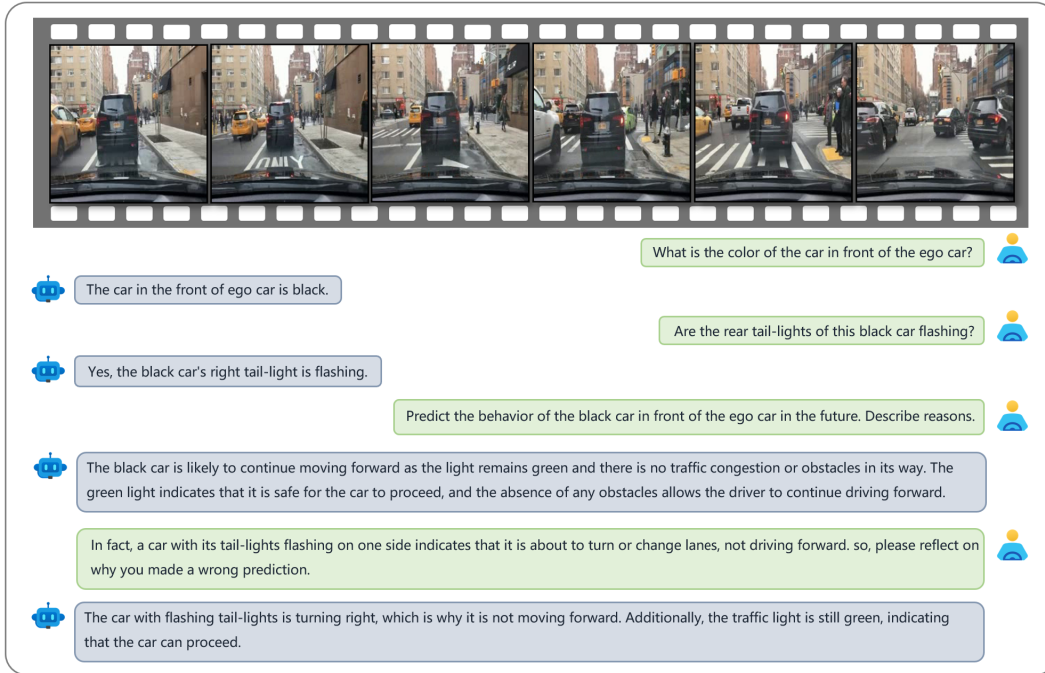 ONLY
What is the color of the car in front of the ego car?
The car in the front of ego car is black.
Are the rear tail-lights of this black car flashing?
Yes, the black car's right tail-light is flashing.
Predict the behavior of the black car in front of the ego car in the future. Describe reasons.
The black car is likely to continue moving forward as the light remains green and there is no traffic congestion or obstacles in its way. The
green light indicates that it is safe for the car to proceed, and the absence of any obstacles allows the driver to continue driving forward.
In fact, a car with its tail-lights flashing on one side indicates that it is about to turn or change lanes, not driving forward. so, please reflect on
why you made a wrong prediction.
The car with flashing tail-lights is turning right, which is why it is not moving forward. Additionally, the traffic light is still green, indicating
that the car can proceed.